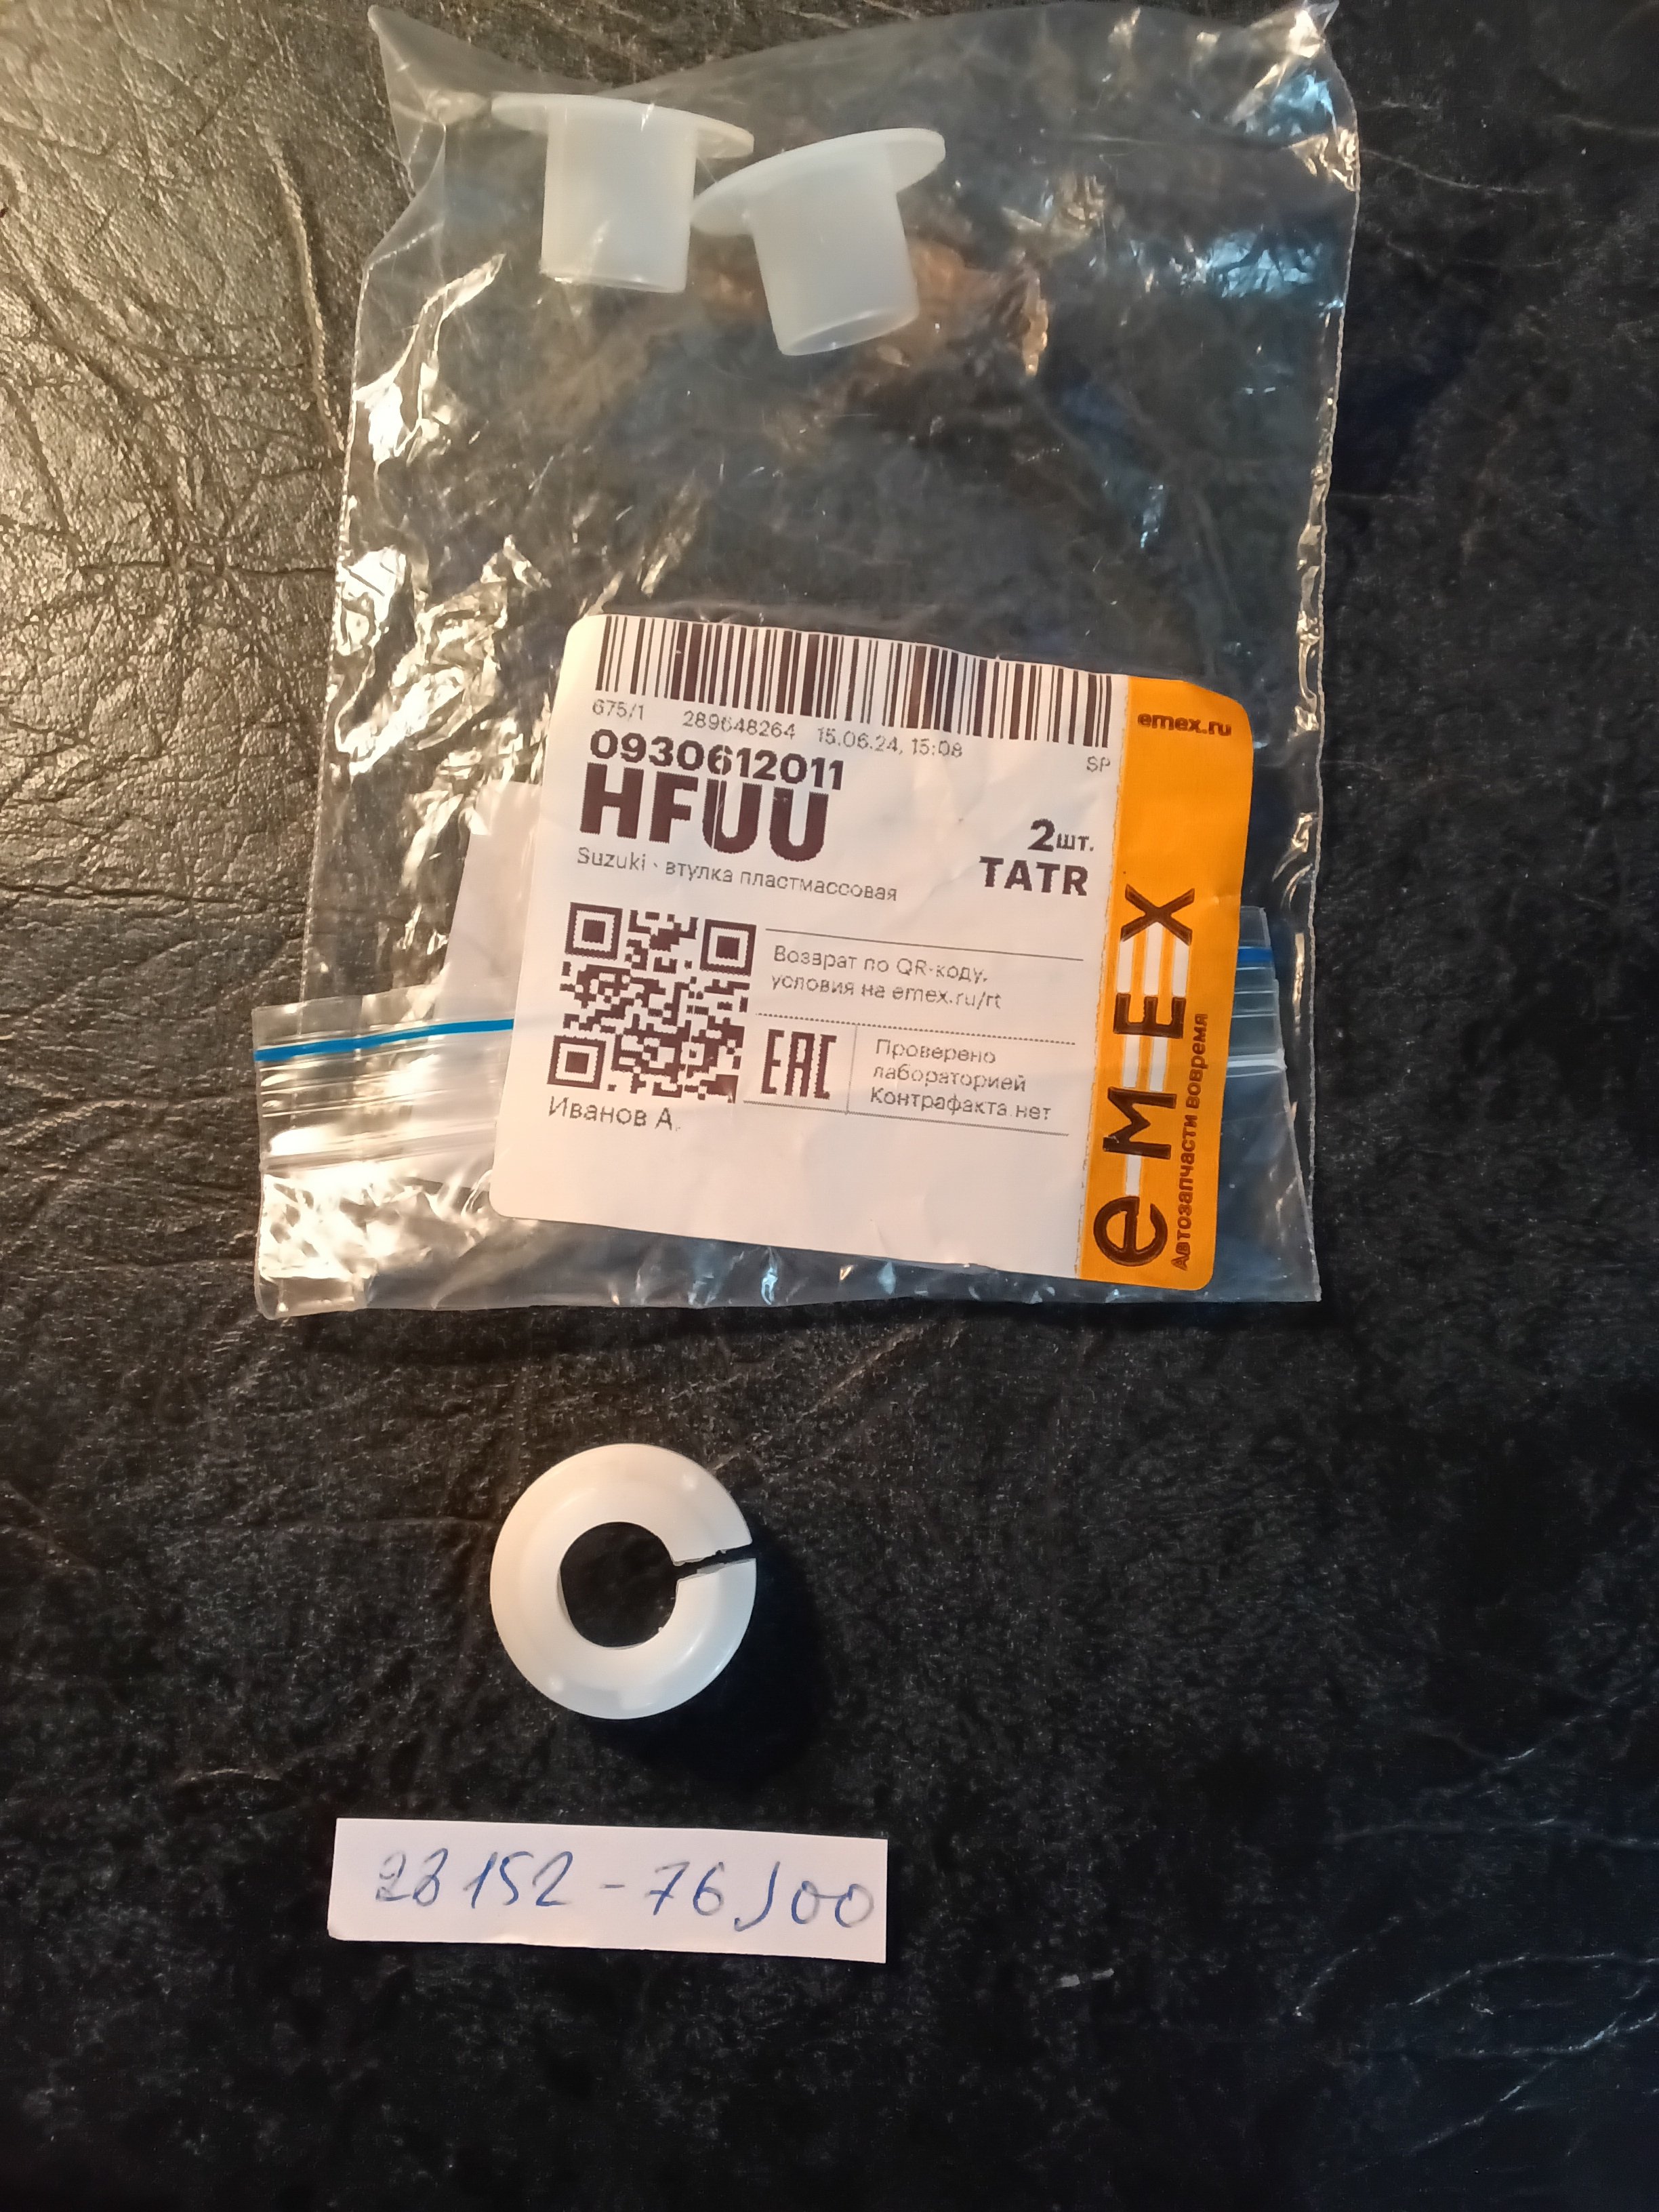 emex.ru
675/1 289648264 15.06.24, 15:08
SP
0930612011
HFUU
2шт.
TATR
Suzuki · втулка пластмассовая
Возврат по QR-коду,
условия на emex.ru/rt
EAC
Проверено
лабораторией
Контрафакта нет
Иванов А.
eMEX
Автозапчасти вовремя
28152-76J00